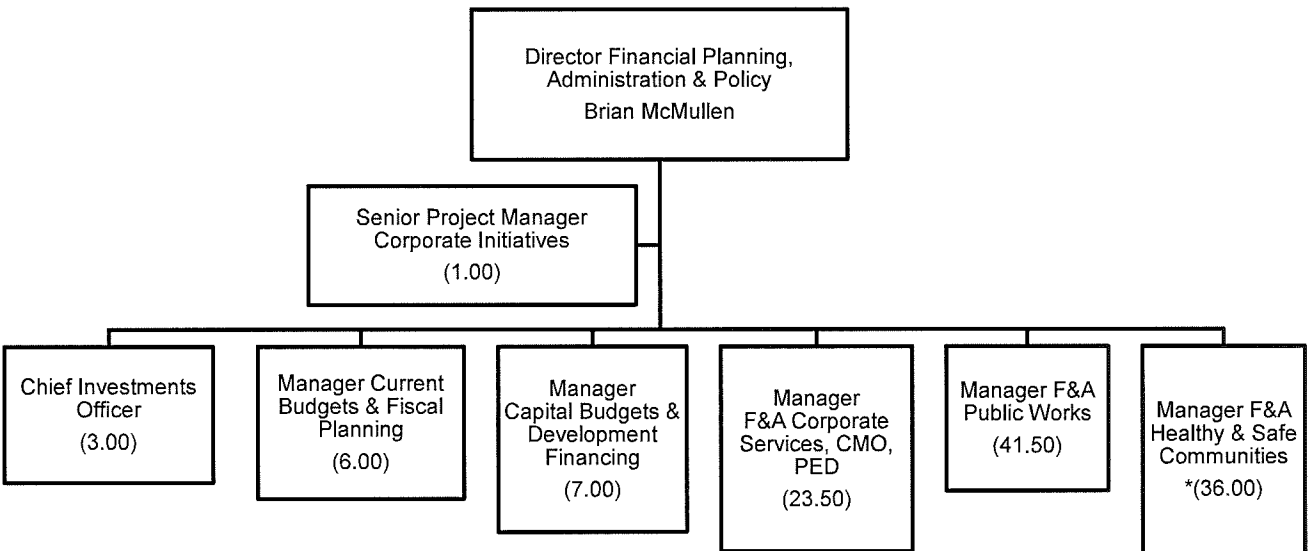 Director Financial Planning,
Administration & Policy
Brian McMullen
Senior Project Manager
Corporate Initiatives
(1.00)
Chief Investments
Officer
(3.00)
Manager Current
Budgets & Fiscal
Planning
(6.00)
Manager
Capital Budgets &
Development
Financing
(7.00)
Manager
F&A Corporate
Services, CMO,
PED
(23.50)
Manager F&A
Public Works
(41.50)
Manager F&A
Healthy & Safe
Communities
*(36.00)